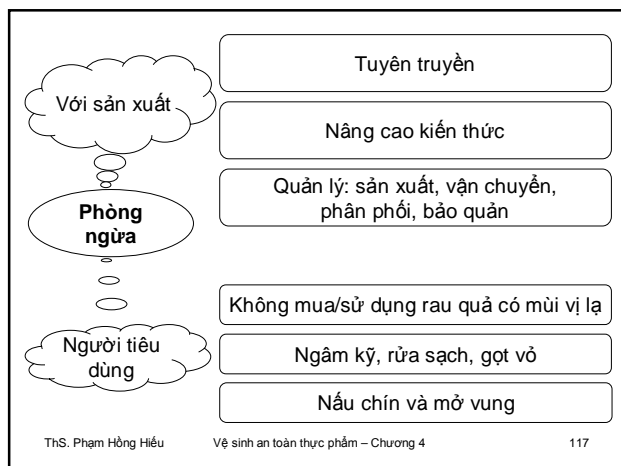 Với sản xuất
Tuyên truyền
Nâng cao kiến thức
Quản lý: sản xuất, vận chuyển,
phân phối, bảo quản
Phòng
ngừa
Người tiêu
dùng
Không mua/sử dụng rau quả có mùi vị lạ
Ngâm kỹ, rửa sạch, gọt vỏ
Nấu chín và mở vung
ThS. Phạm Hồng Hiếu Vệ sinh an toàn thực phẩm – Chương 4 117